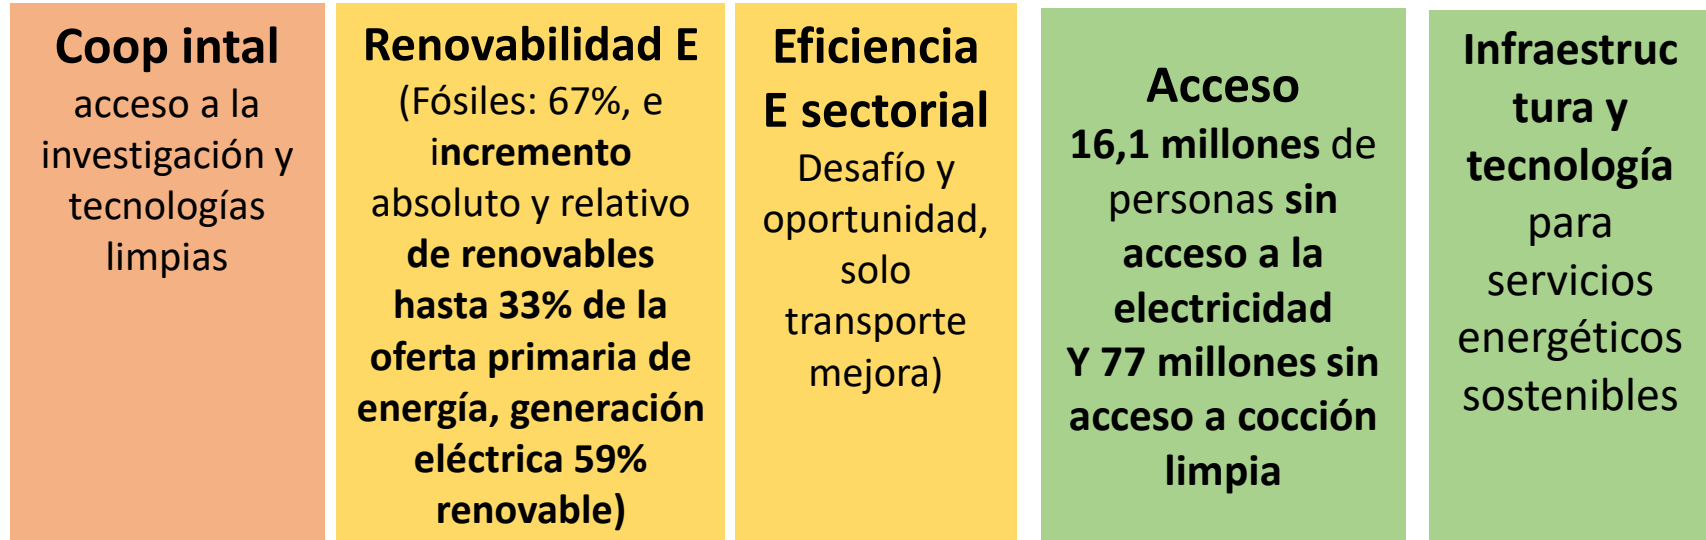 Coop intal
acceso a la
investigación y
tecnologías
limpias
Renovabilidad E
(Fósiles: 67%, e
incremento
absoluto y relativo
de renovables
hasta 33% de la
oferta primaria de
energía, generación
eléctrica 59%
renovable)
Eficiencia
E sectorial
Desafío y
oportunidad,
solo
transporte
mejora)
Acceso
16,1 millones de
personas sin
acceso a la
electricidad
Y 77 millones sin
acceso a cocción
limpia
Infraestruc
tura y
tecnología
para
servicios
energéticos
sostenibles